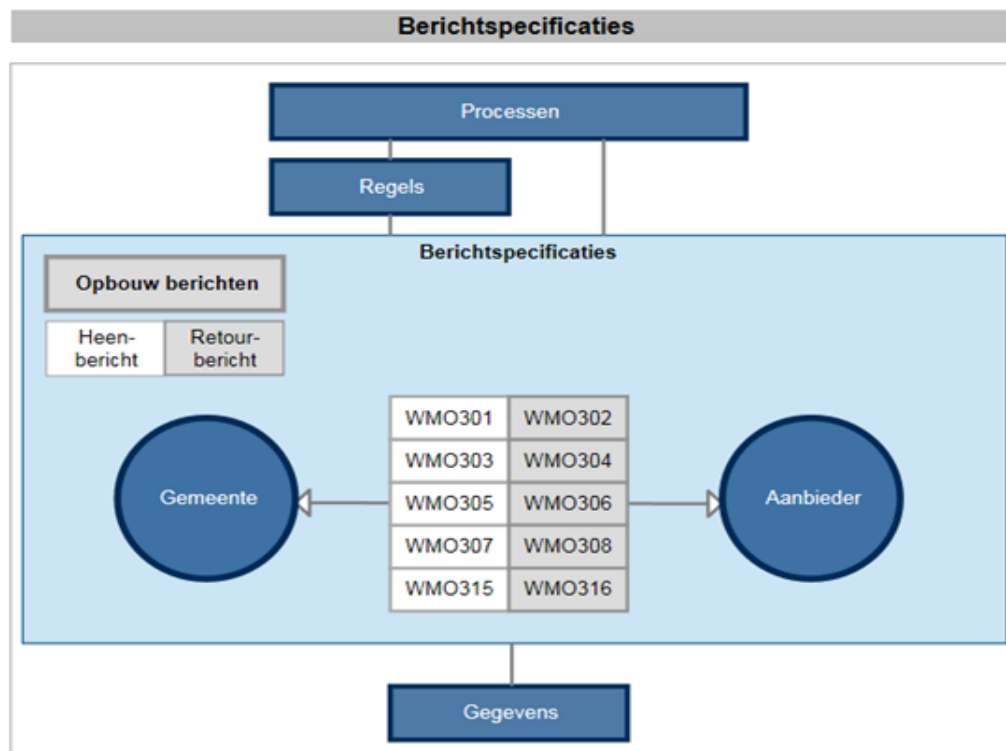 Berichtspecificaties
Processen
Regels
Berichtspecificaties
Opbouw berichten
Heen-
bericht
Retour-
bericht
WMO301 WMO302
WMO303 WMO304
Gemeente WMO305 WMO306 Aanbieder
WMO307 WMO308
WMO315 WMO316
Gegevens